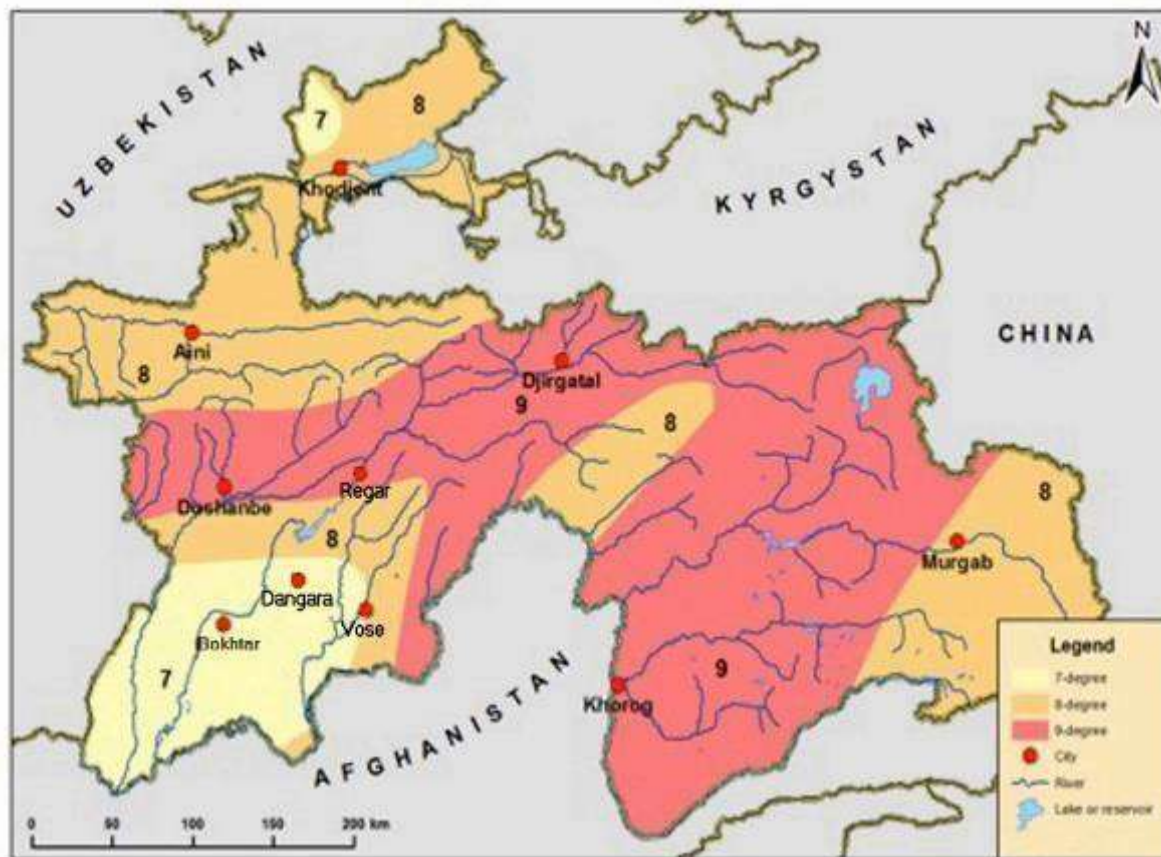 N
UZBEKISTAN
7
8
Khodjent
KYRGYSTAN
CHINA
Aini
8
Djirgatal
9
8
Regar
Dushanbe
8
8
Murgab
Dangara
Vose
Bokhtar
7
9
Khorog
AFGHANISTAN
Legend
7-degree
8-degree
9-degree
City
River
Lake or reservoir
0 50 100 150 200 km